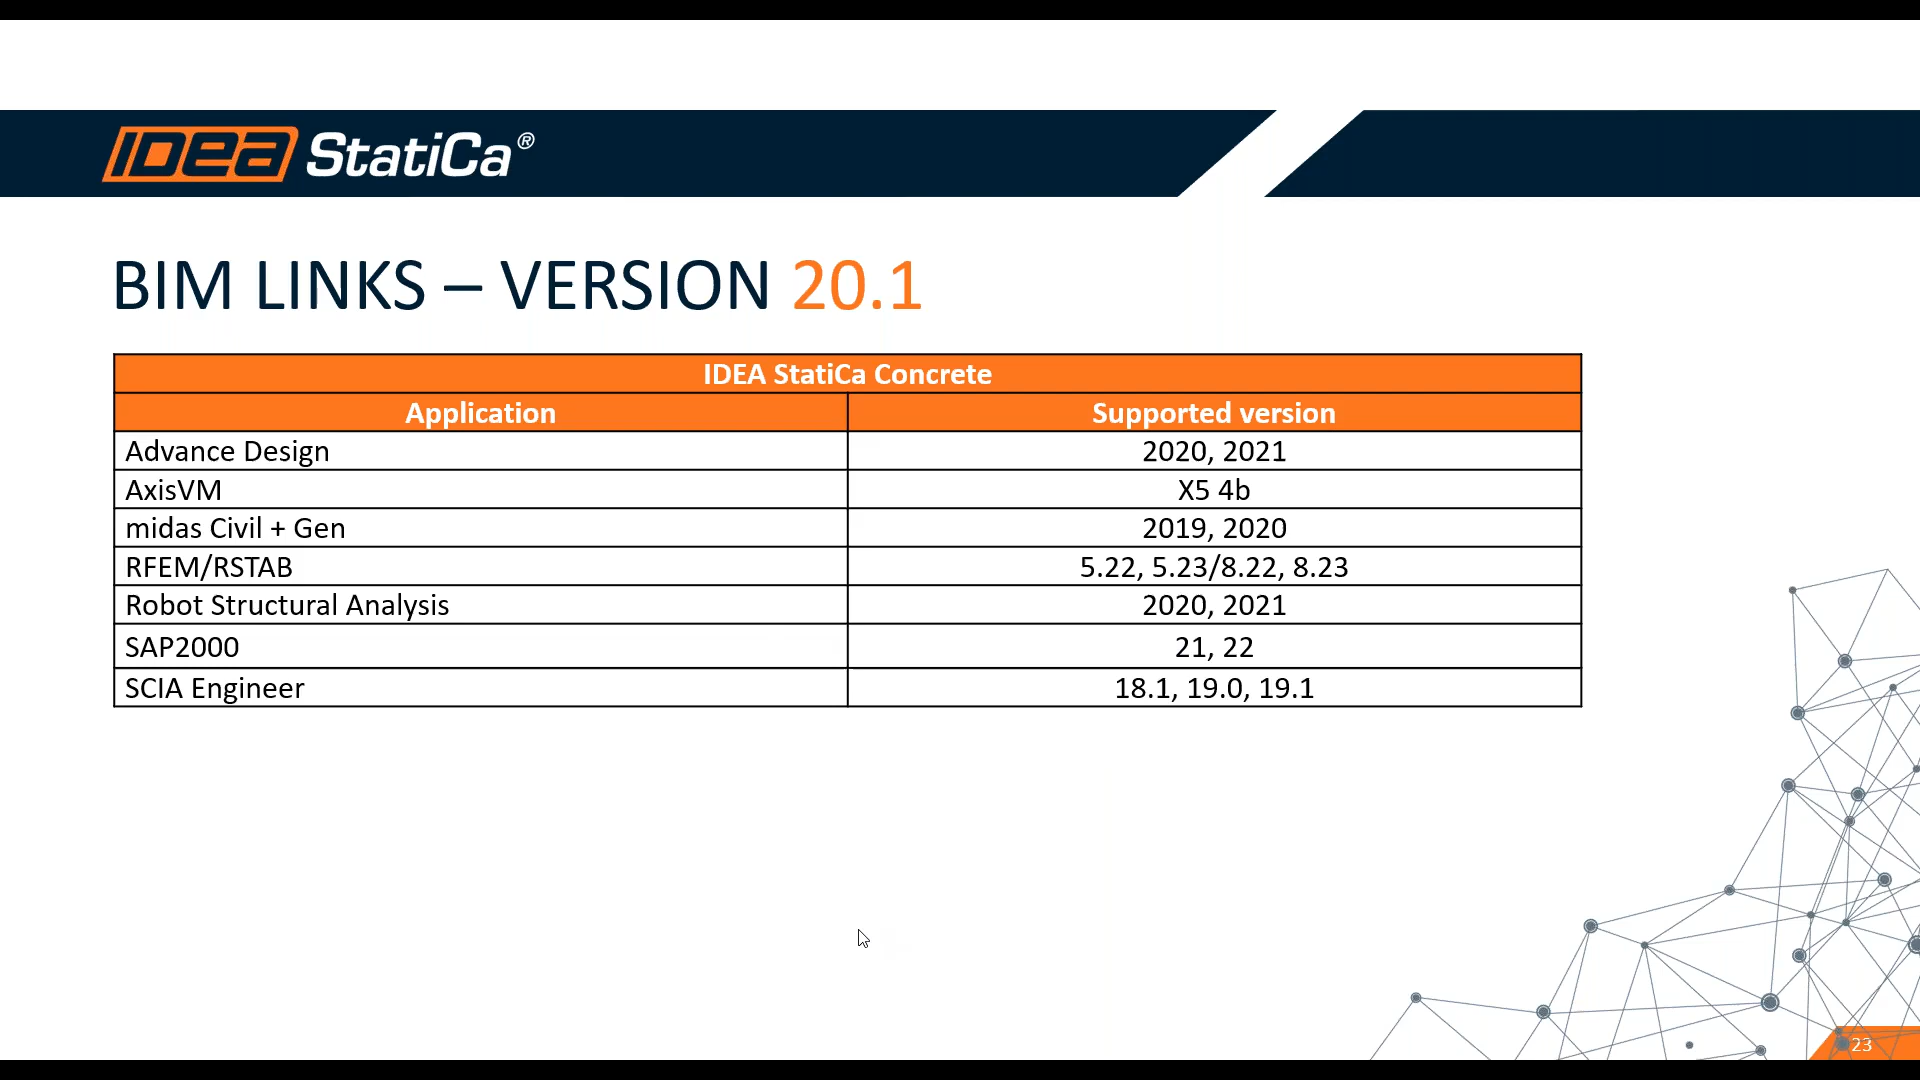 IDEA StatiCa®
BIM LINKS – VERSION 20.1
IDEA StatiCa Concrete
Application Supported version
Advance Design 2020, 2021
AxisVM X5 4b
midas Civil + Gen 2019, 2020
RFEM/RSTAB 5.22, 5.23/8.22, 8.23
Robot Structural Analysis 2020, 2021
SAP2000 21, 22
SCIA Engineer 18.1, 19.0, 19.1
23